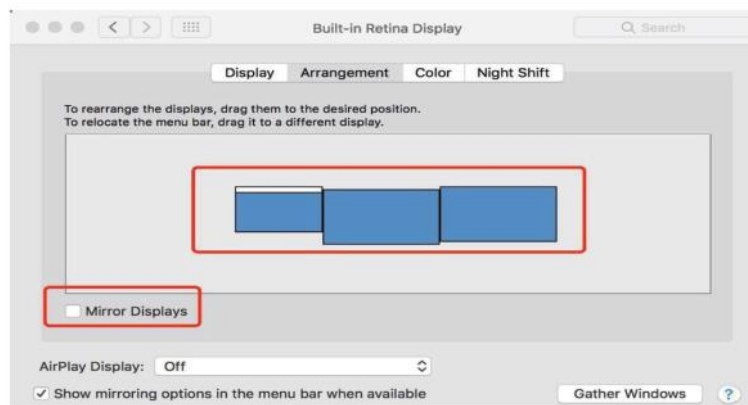 Built-in Retina Display
Search
Display Arrangement Color Night Shift
To rearrange the displays, drag them to the desired position.
To relocate the menu bar, drag it to a different display.
Mirror Displays
AirPlay Display: Off
Show mirroring options in the menu bar when available
Gather Windows ?